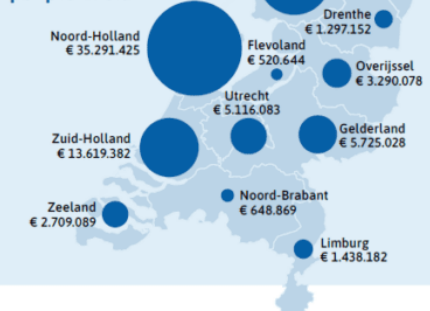 Drenthe
€ 1.297.152
Noord-Holland
€ 35.291.425
Flevoland
€ 520.644
Overijssel
€ 3.290.078
Utrecht
€ 5.116.083
Zuid-Holland
€ 13.619.382
Gelderland
€ 5.725.028
Noord-Brabant
€ 648.869
Zeeland
€ 2.709.089
Limburg
€ 1.438.182